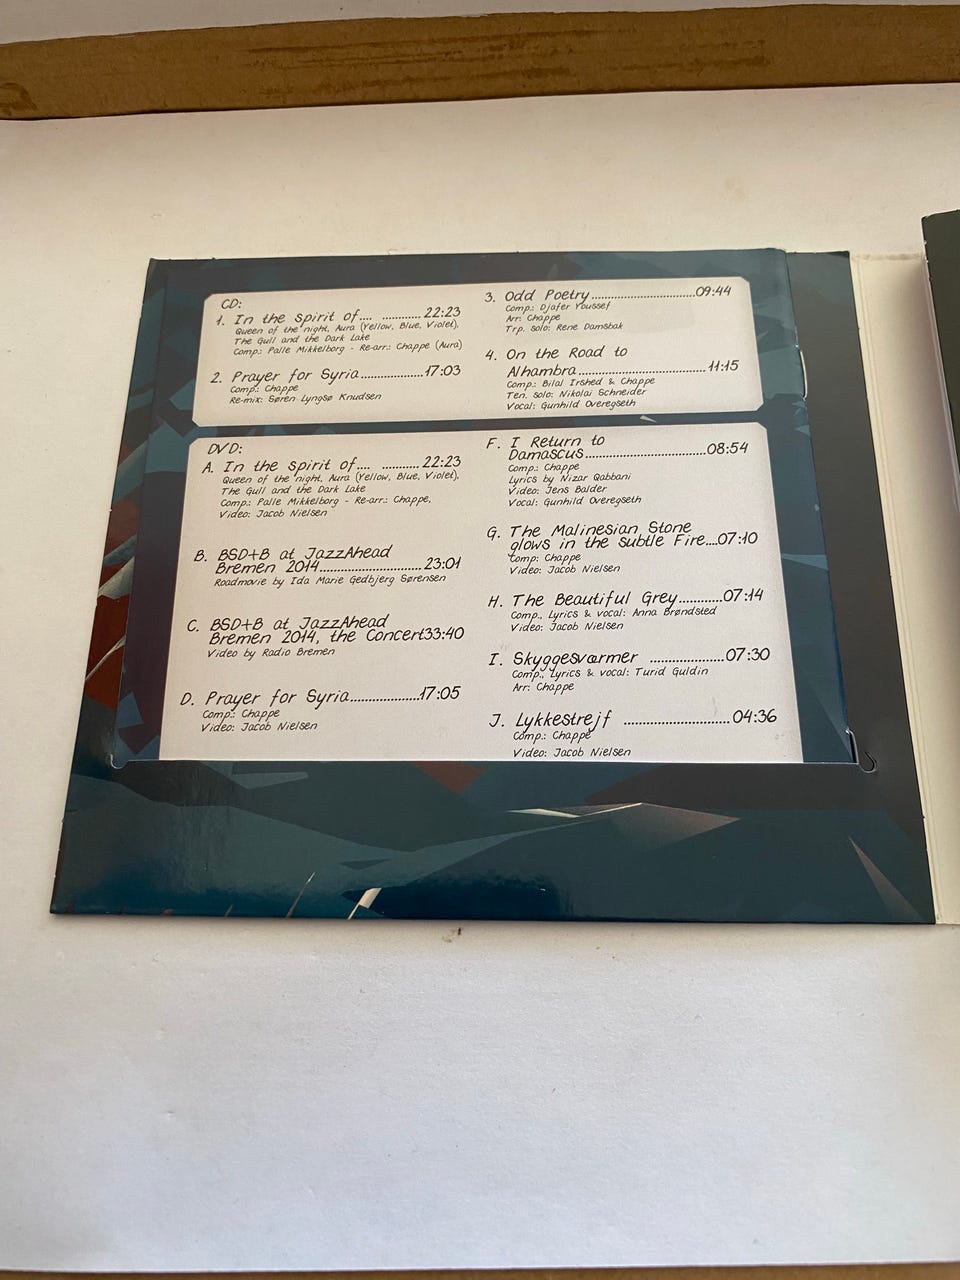 CD:
1. In the spirit of.... ............ 22:23
Queen of the night, Aura (Yellow, Blue, Violet),
The Gull and the Dark Lake
Comp.: Palle Mikkelborg - Re-arr.: Chappe (Aura)
2. Prayer for Syria...................17:03
Comp.: Chappe
Re-mix: Søren Lyngsø Knudsen
3. Odd Poetry..............................09:44
Comp.: Djafer Youssef
Arr: Chappe
Trp. solo: Rene Damsbak
4. On the Road to
Alhambra.....................................11:15
Comp.: Bilal Irshed & Chappe
Ten. solo: Nikolai Schneider
Vocal: Gunhild Overegseth
DVD:
A. In the spirit of.... ............ 22:23
Queen of the night, Aura (Yellow, Blue, Violet),
The Gull and the Dark Lake
Comp.: Palle Mikkelborg - Re-arr.: Chappe,
Video: Jacob Nielsen
B. BSD+B at JazzAhead
Bremen 2014.............................23:01
Roadmovie by Ida Marie Gedbjerg Sørensen
C. BSD+B at JazzAhead
Bremen 2014, the Concert33:40
Video by Radio Bremen
D. Prayer for Syria....................17:05
Comp.: Chappe
Video: Jacob Nielsen
F. I Return to
Damascus..................................08:54
Comp.: Chappe
Lyrics by Nizar Qabbani
Video: Jens Balder
Vocal: Gunhild Overegseth
G. The Malinesian Stone
glows in the subtle Fire....07:10
Comp.: Chappe
Video: Jacob Nielsen
H. The Beautiful Grey............07:14
Comp., Lyrics & vocal: Anna Brøndsted
Video: Jacob Nielsen
I. Skyggesværmer .....................07:30
Comp., Lyrics & vocal: Turid Guldin
Arr: Chappe
J. Lykkestrejf ............................. 04:36
Comp.: Chappe
Video: Jacob Nielsen